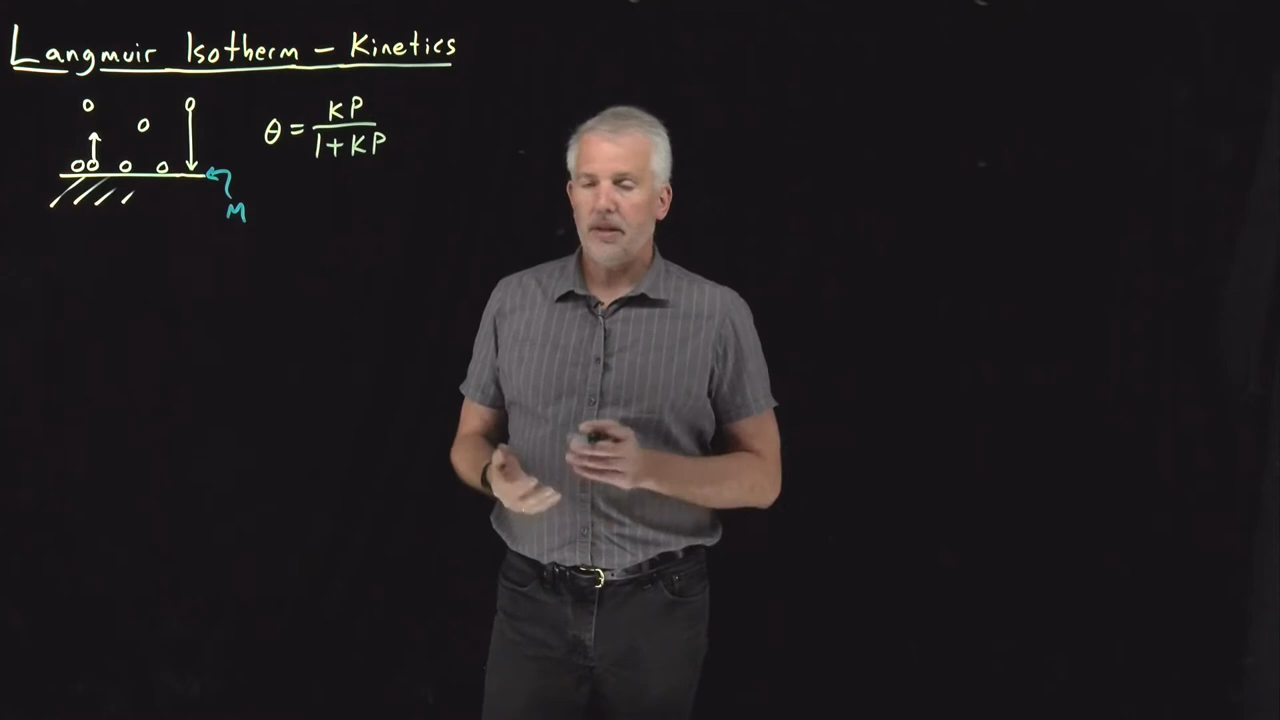 Langmuir Isotherm – Kinetics
θ = KP / 1+KP
M